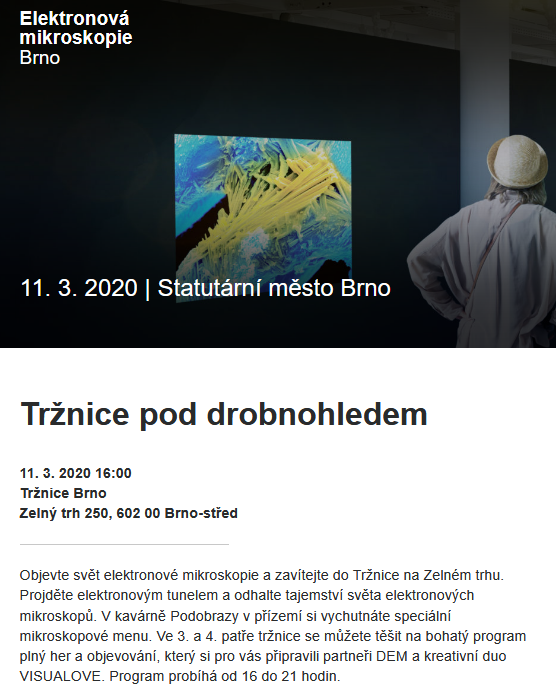 Elektronová
mikroskopie
Brno
11. 3. 2020 | Statutární město Brno
Tržnice pod drobnohledem
11. 3. 2020 16:00
Tržnice Brno
Zelný trh 250, 602 00 Brno-střed
Objevte svět elektronové mikroskopie a zavítejte do Tržnice na Zelném trhu.
Projděte elektronovým tunelem a odhalte tajemství světa elektronových
mikroskopů. V kavárně Podobrazy v přízemí si vychutnáte speciální
mikroskopové menu. Ve 3. a 4. patře tržnice se můžete těšit na bohatý program
plný her a objevování, který si pro vás připravili partneři DEM a kreativní duo
VISUALOVE. Program probíhá od 16 do 21 hodin.